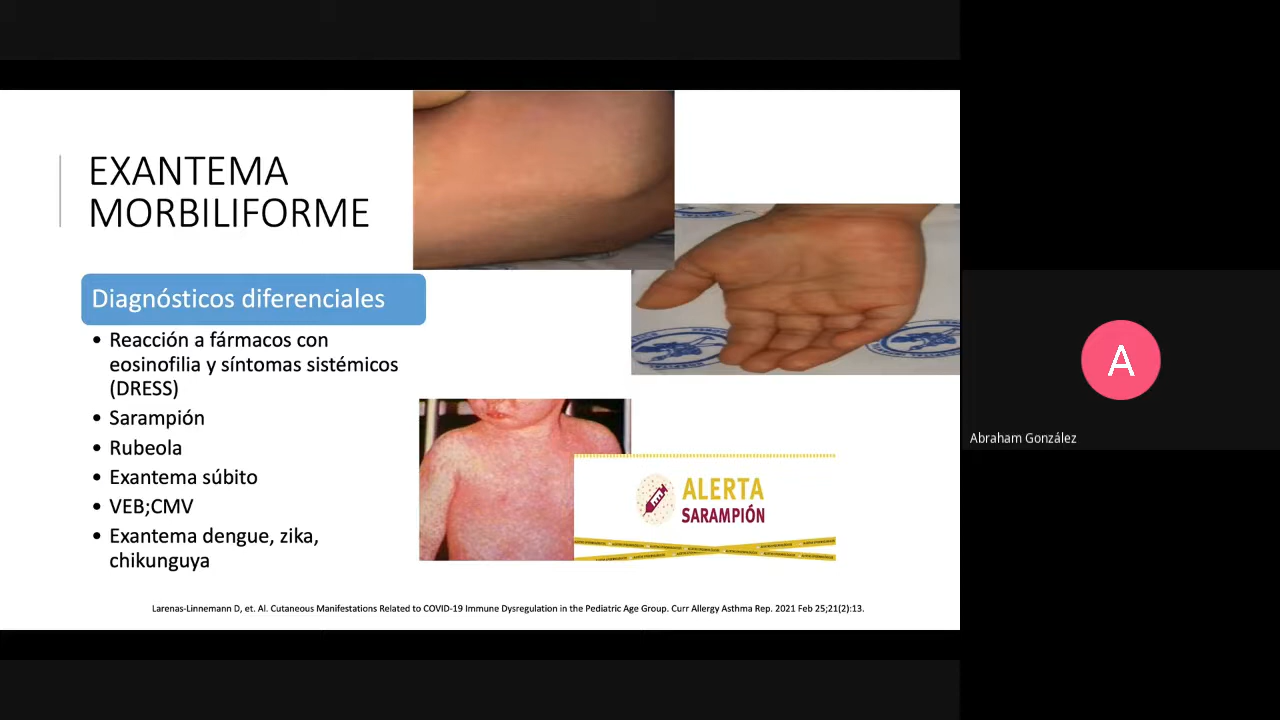 EXANTEMA
MORBILIFORME
Diagnósticos diferenciales
• Reacción a fármacos con
eosinofilia y síntomas sistémicos
(DRESS)
• Sarampión
• Rubeola
• Exantema súbito
• VEB;CMV
• Exantema dengue, zika,
chikunguya
ALERTA
SARAMPIÓN
Larenas-Linnemann D, et. Al. Cutaneous Manifestations Related to COVID-19 Immune Dysregulation in the Pediatric Age Group. Curr Allergy Asthma Rep. 2021 Feb 25;21(2):13.
A
Abraham González